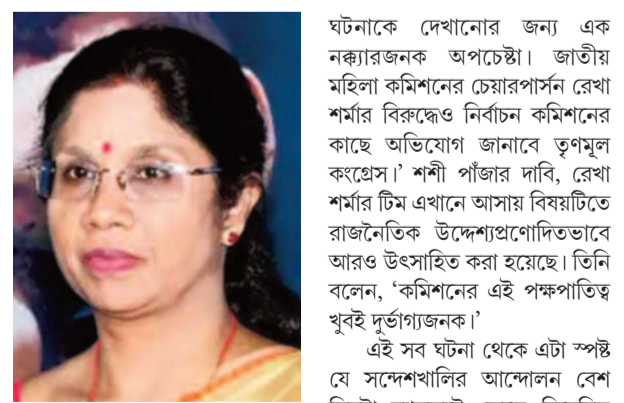 ঘটনাকে দেখানোর জন্য এক
নক্ক্যারজনক অপচেষ্টা। জাতীয়
মহিলা কমিশনের চেয়ারপার্সন রেখা
শর্মার বিরুদ্ধেও নির্বাচন কমিশনের
কাছে অভিযোগ জানাবে তৃণমূল
কংগ্রেস।’ শশী পাঁজার দাবি, রেখা
শর্মার টিম এখানে আসায় বিষয়টিতে
রাজনৈতিক উদ্দেশ্যপ্রণোদিতভাবে
আরও উৎসাহিত করা হয়েছে। তিনি
বলেন, ‘কমিশনের এই পক্ষপাতিত্ব
খুবই দুর্ভাগ্যজনক।’
এই সব ঘটনা থেকে এটা স্পষ্ট
যে সন্দেশখালির আন্দোলন বেশ